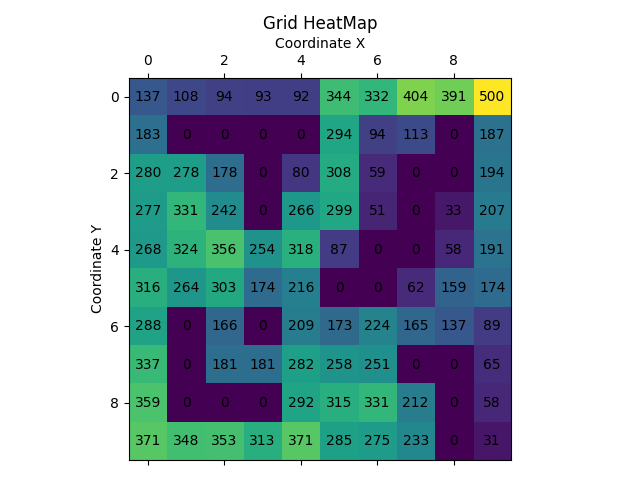 Grid HeatMap
Coordinate X
0 2 4 6 8
0 137 108 94 93 92 344 332 404 391 500
183 0 0 0 0 294 94 113 0 187
2 280 278 178 0 80 308 59 0 0 194
277 331 242 0 266 299 51 0 33 207
4 268 324 356 254 318 87 0 0 58 191
316 264 303 174 216 0 0 62 159 174
6 288 0 166 0 209 173 224 165 137 89
337 0 181 181 282 258 251 0 0 65
8 359 0 0 0 292 315 331 212 0 58
371 348 353 313 371 285 275 233 0 31
Coordinate Y